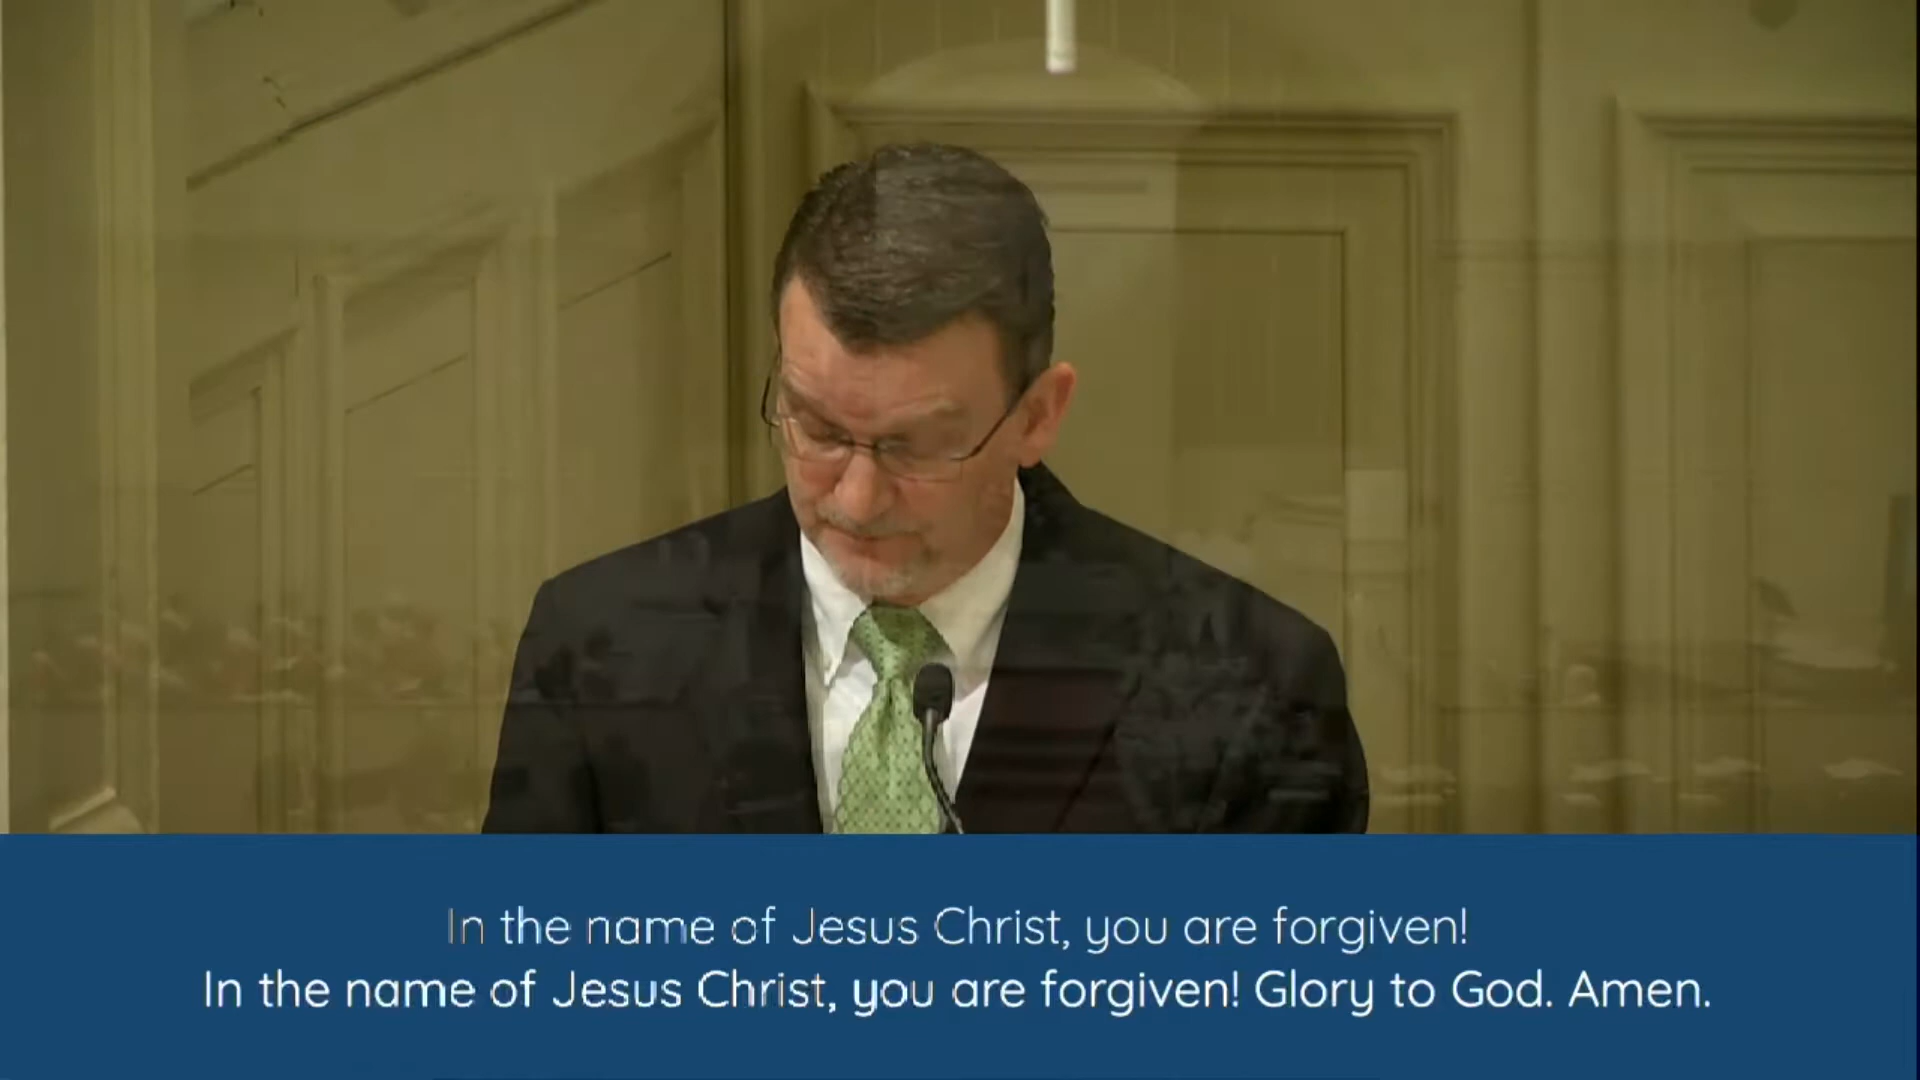 In the name of Jesus Christ, you are forgiven!
In the name of Jesus Christ, you are forgiven! Glory to God. Amen.